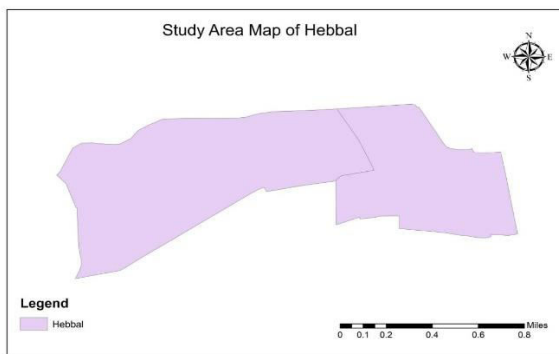 Study Area Map of Hebbal
N
W E
S
Legend
Hebbal
Miles
0 0.1 0.2 0.4 0.6 0.8